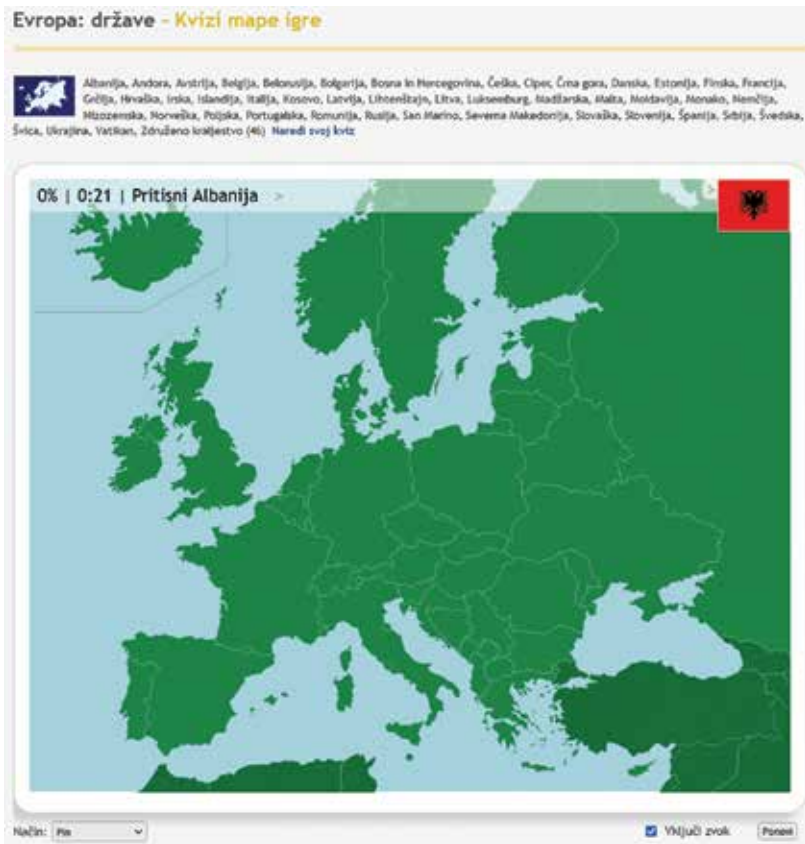 Evropa: države - Kvizi mape igre
Albanija, Andora, Avstrija, Belgija, Belorusija, Bolgarija, Bosna in Hercegovina, Češka, Ciper, Črna gora, Danska, Estonija, Finska, Francija,
Grčija, Hrvaška, Irska, Islandija, Italija, Kosovo, Latvija, Lihtenštajn, Litva, Luksemburg, Madžarska, Malta, Moldavija, Monako, Nemčija,
Nizozemska, Norveška, Poljska, Portugalska, Romunija, Rusija, San Marino, Severna Makedonija, Slovaška, Slovenija, Španija, Srbija, Švedska,
Švica, Ukrajina, Vatikan, Združeno kraljestvo (46) Naredi svoj kviz
0% | 0:21 | Pritisni Albanija >
Način: Pin
Vključi zvok Ponovi